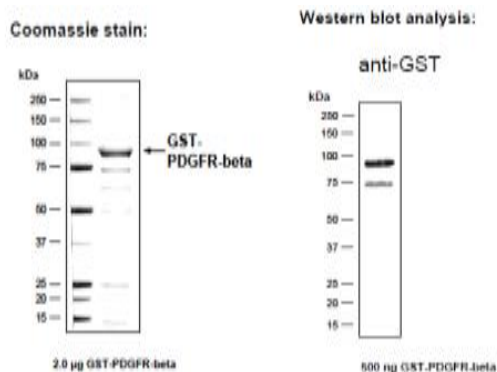 Coomassie stain:
kDa
250
150
100
75
50
37
25
20
15
GST-
PDGFR-beta
2.0 µg GST-PDGFR-beta
Western blot analysis:
anti-GST
kDa
250
150
100
75
50
37
25
20
15
500 ng GST-PDGFR-beta